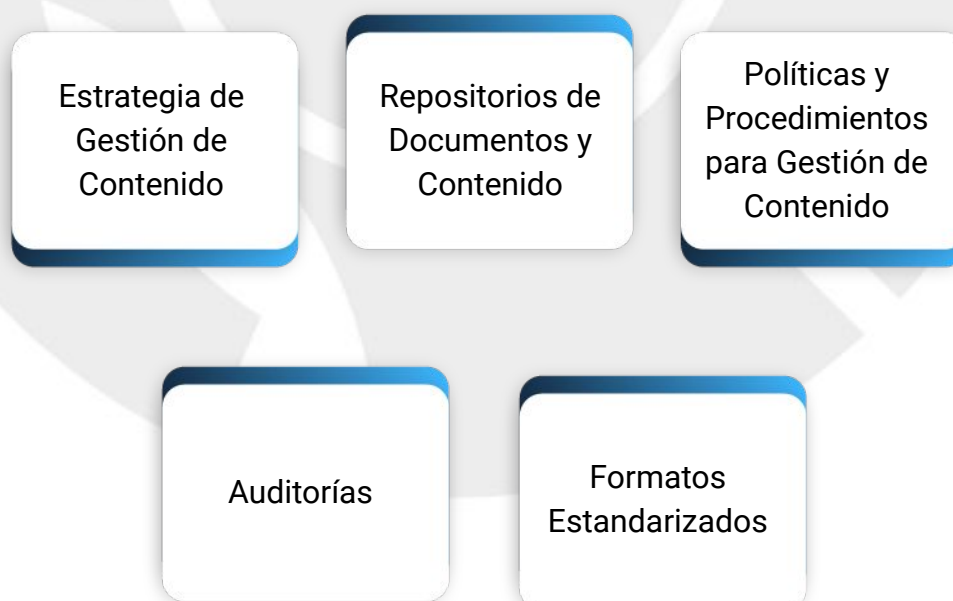 Estrategia de
Gestión de
Contenido
Repositorios de
Documentos y
Contenido
Políticas y
Procedimientos
para Gestión de
Contenido
Auditorías
Formatos
Estandarizados